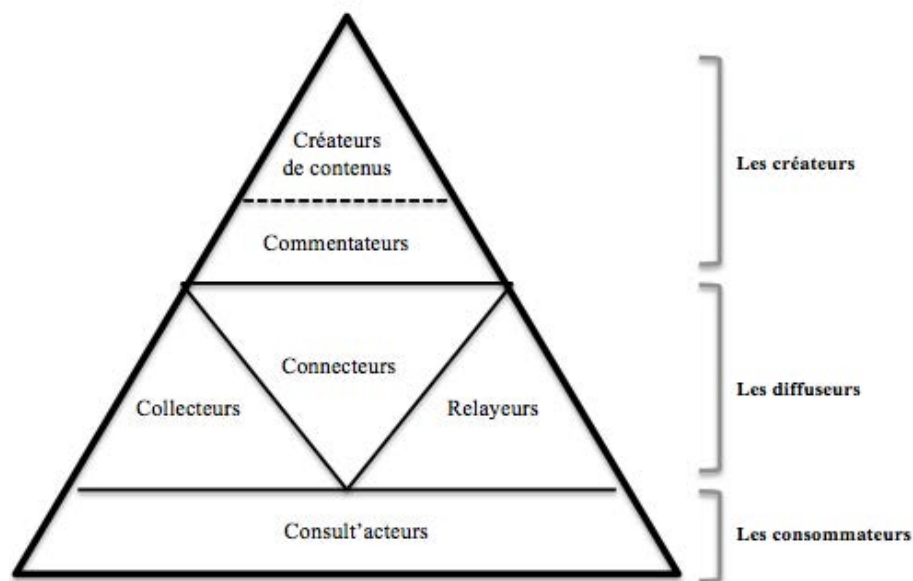 Créateurs
de contenus
Les créateurs
Commentateurs
Connecteurs
Collecteurs
Relayeurs
Les diffuseurs
Consult'acteurs
Les consommateurs